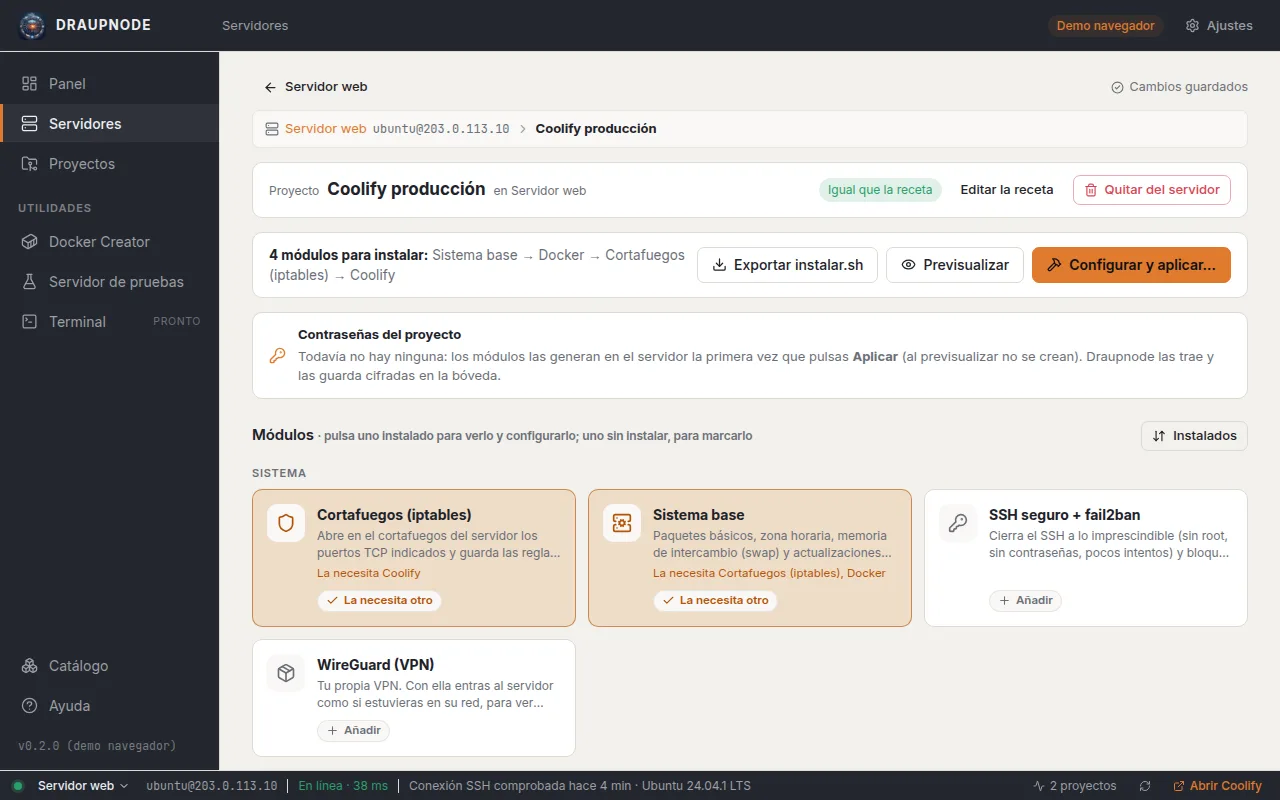 DRAUPNODE
Servidores
Demo navegador
Ajustes
Panel
Servidores
Proyectos
UTILIDADES
Docker Creator
Servidor de pruebas
Terminal
PRONTO
Catálogo
Ayuda
v0.2.0 (demo navegador)
Servidor web
Cambios guardados
Servidor web ubuntu@203.0.113.10 > Coolify producción
Proyecto Coolify producción en Servidor web
Igual que la receta
Editar la receta
Quitar del servidor
4 módulos para instalar: Sistema base → Docker → Cortafuegos
(iptables) → Coolify
Exportar instalar.sh
Previsualizar
Configurar y aplicar...
Contraseñas del proyecto
Todavía no hay ninguna: los módulos las generan en el servidor la primera vez que pulsas Aplicar (al previsualizar no se crean). Draupnode las trae y
las guarda cifradas en la bóveda.
Módulos · pulsa uno instalado para verlo y configurarlo; uno sin instalar, para marcarlo
Instalados
SISTEMA
Cortafuegos (iptables)
Abre en el cortafuegos del servidor los
puertos TCP indicados y guarda las regla...
La necesita Coolify
La necesita otro
Sistema base
Paquetes básicos, zona horaria, memoria
de intercambio (swap) y actualizaciones...
La necesita Cortafuegos (iptables), Docker
La necesita otro
SSH seguro + fail2ban
Cierra el SSH a lo imprescindible (sin root,
sin contraseñas, pocos intentos) y bloqu...
Añadir
WireGuard (VPN)
Tu propia VPN. Con ella entras al servidor
como si estuvieras en su red, para ver...
Añadir
Servidor web
ubuntu@203.0.113.10
En línea · 38 ms
Conexión SSH comprobada hace 4 min · Ubuntu 24.04.1 LTS
2 proyectos
Abrir Coolify